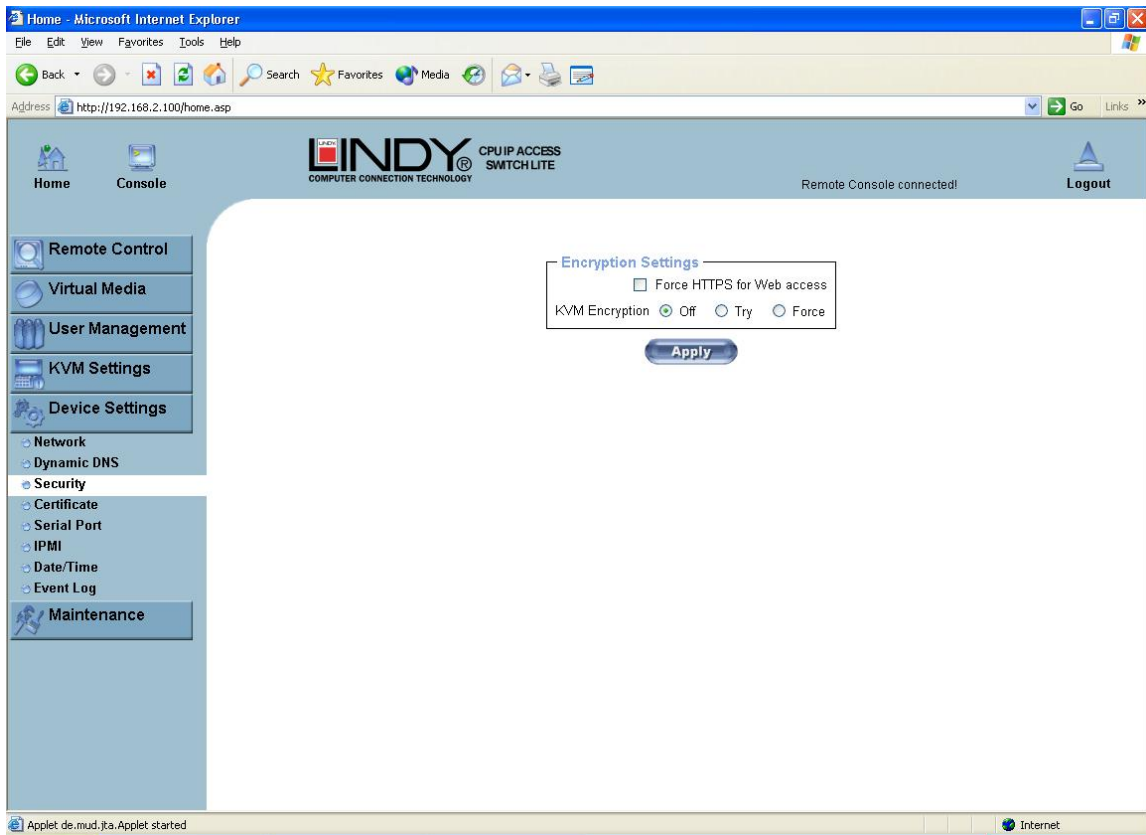 Home - Microsoft Internet Explorer
File Edit View Favorites Tools Help
Back Search Favorites Media
Address http://192.168.2.100/home.asp Go Links »
Home Console
LINDY
LINDY® CPU IP ACCESS
SWITCH LITE
COMPUTER CONNECTION TECHNOLOGY
Remote Console connected!
Logout
Remote Control
Virtual Media
User Management
KVM Settings
Device Settings
Network
Dynamic DNS
Security
Certificate
Serial Port
IPMI
Date/Time
Event Log
Maintenance
Encryption Settings
Force HTTPS for Web access
KVM Encryption Off Try Force
Apply
Applet de.mud.jta.Applet started Internet